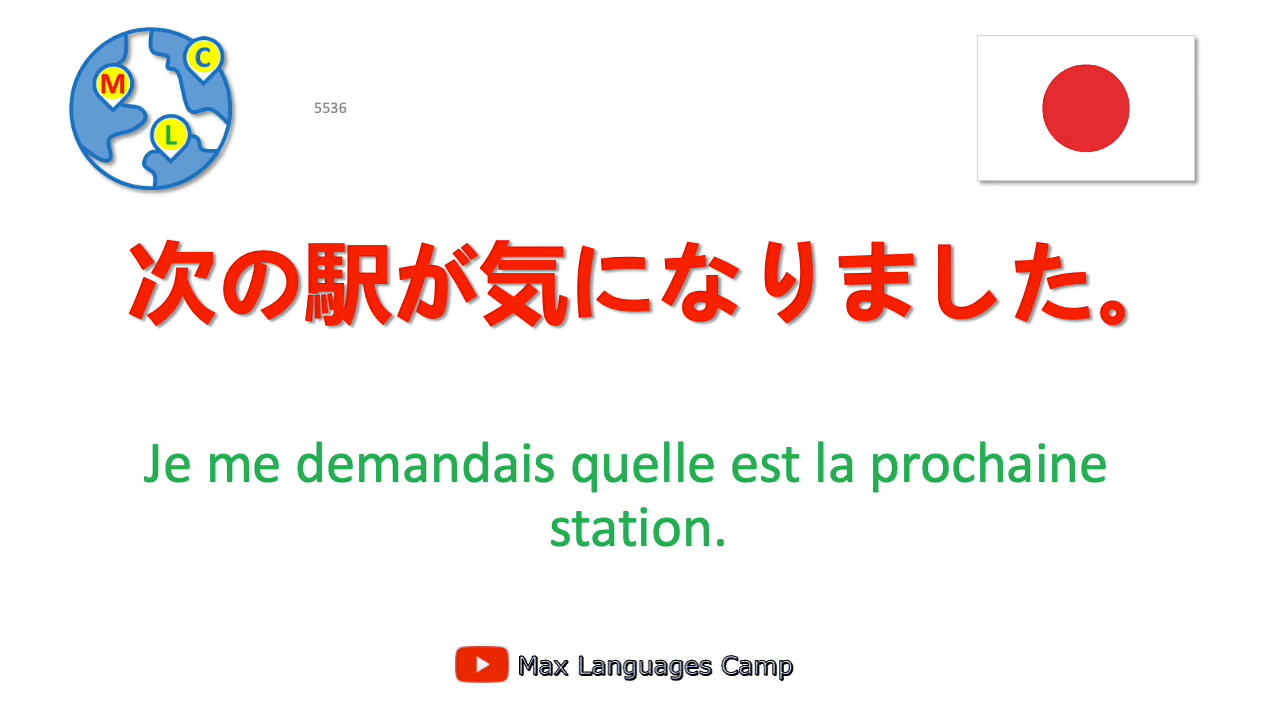 M
C
L
5536
次の駅が気になりました。
Je me demandais quelle est la prochaine
station.
Max Languages Camp